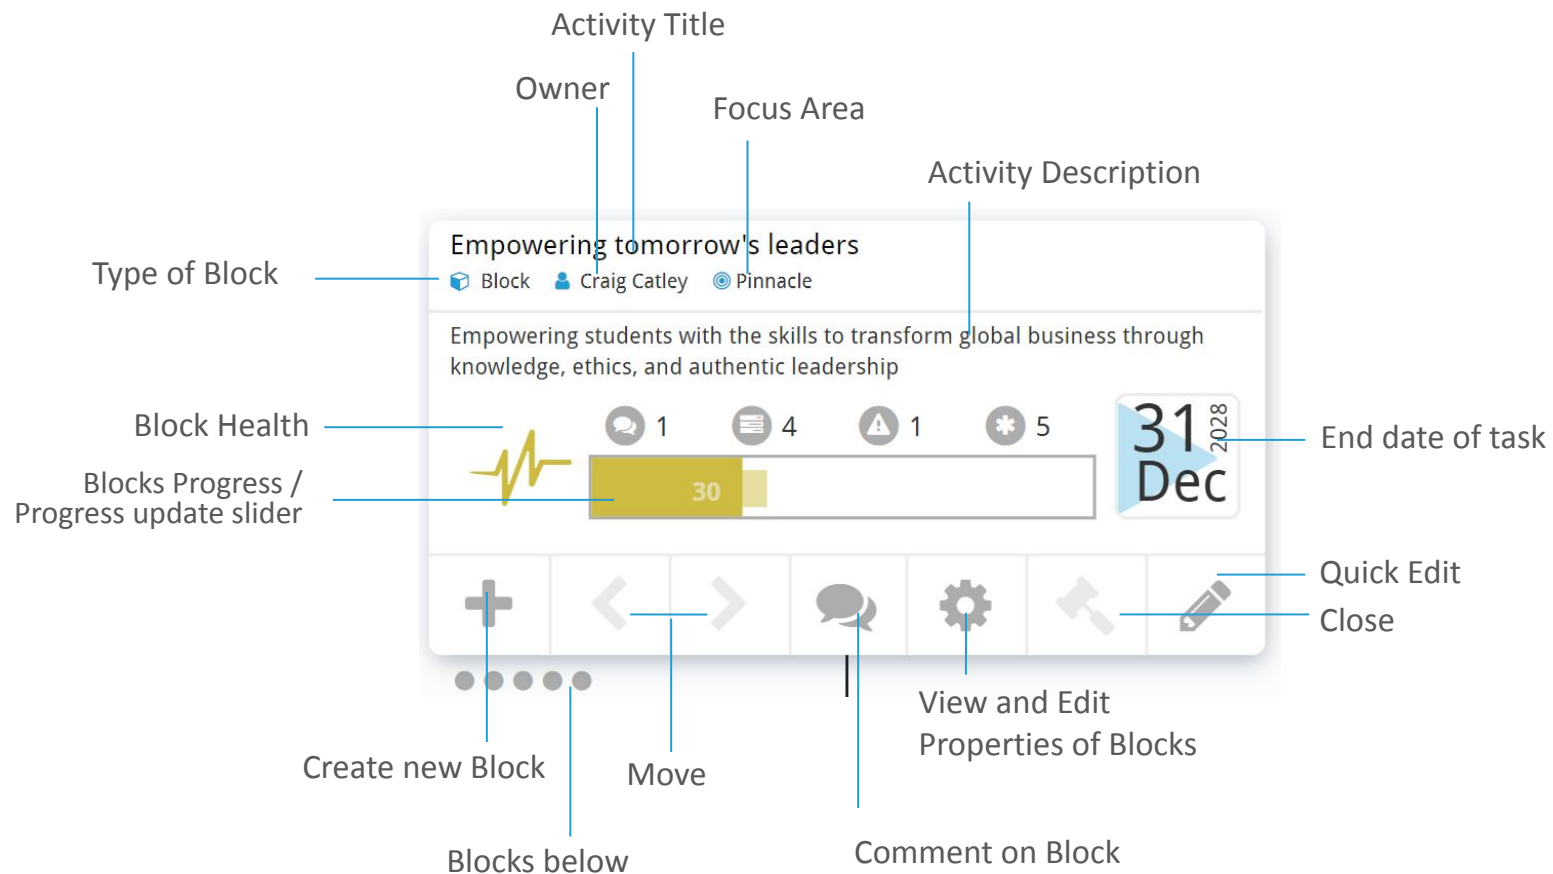 Activity Title
Owner
Focus Area
Activity Description
Empowering tomorrow's leaders
Type of Block
Block Craig Catley Pinnacle
Empowering students with the skills to transform global business through
knowledge, ethics, and authentic leadership
Block Health
1 4 1 5
31 2028
Dec
End date of task
Blocks Progress /
Progress update slider
30
Quick Edit
Close
View and Edit
Properties of Blocks
Create new Block
Move
Comment on Block
Blocks below